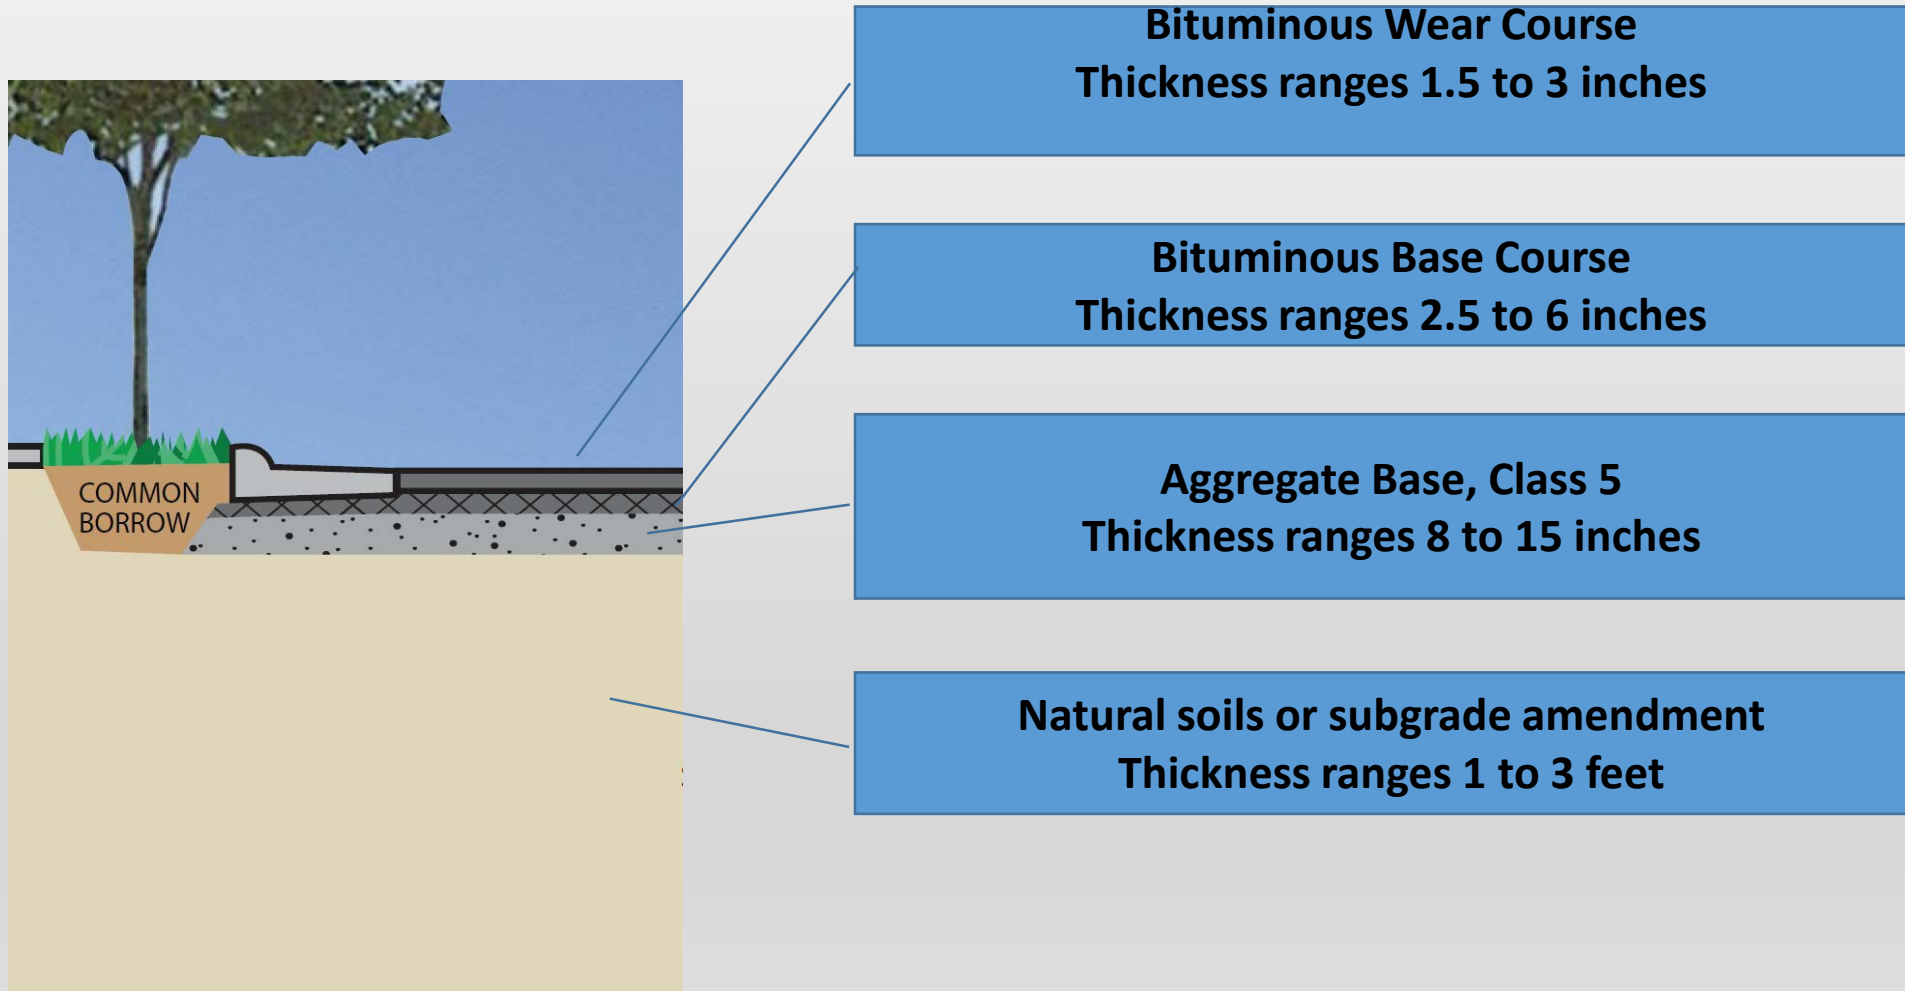 Bituminous Wear Course
Thickness ranges 1.5 to 3 inches
Bituminous Base Course
Thickness ranges 2.5 to 6 inches
Aggregate Base, Class 5
Thickness ranges 8 to 15 inches
Natural soils or subgrade amendment
Thickness ranges 1 to 3 feet
COMMON
BORROW